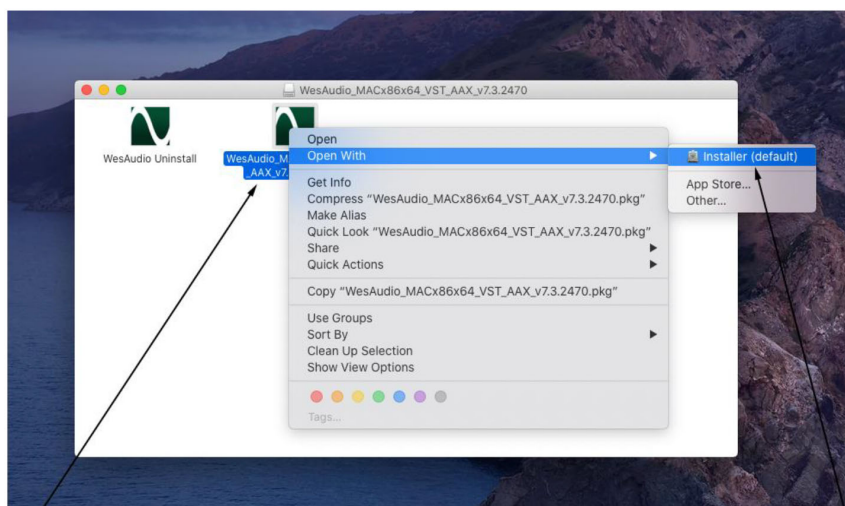 WesAudio_MACx86x64_VST_AAX_v7.3.2470
WesAudio Uninstall
WesAudio_M
_AAX_v7.
Open
Open With
Installer (default)
App Store...
Other...
Get Info
Compress “WesAudio_MACx86x64_VST_AAX_v7.3.2470.pkg”
Make Alias
Quick Look “WesAudio_MACx86x64_VST_AAX_v7.3.2470.pkg”
Share
Quick Actions
Copy “WesAudio_MACx86x64_VST_AAX_v7.3.2470.pkg”
Use Groups
Sort By
Clean Up Selection
Show View Options
Tags...